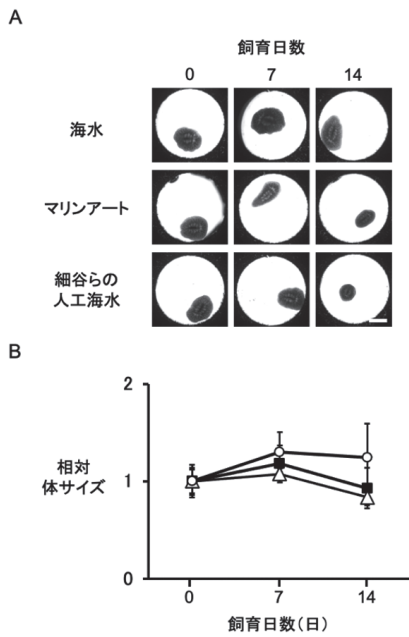 A
飼育日数
0 7 14
海水
マリンアート
細谷らの
人工海水
B
2
相対
体サイズ
1
0
0 7 14
飼育日数（日）